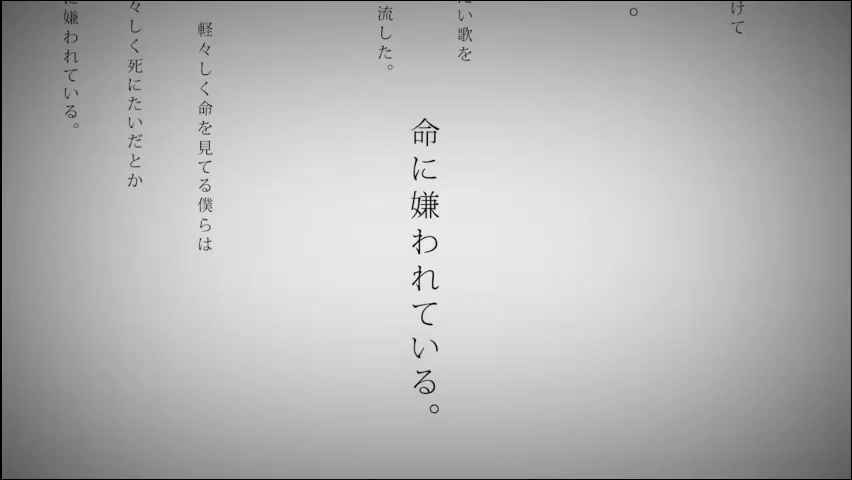 けて
。
たい歌を
流した。
命に嫌われている。
軽々しく命を見てる僕らは
々しく死にたいだとか
に嫌われている。